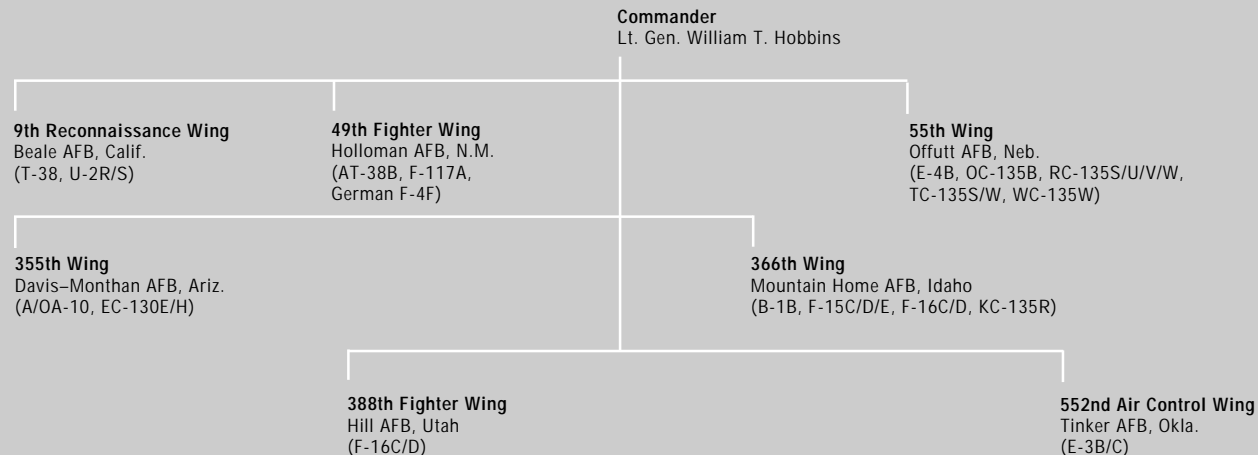 Commander
Lt. Gen. William T. Hobbins
9th Reconnaissance Wing
Beale AFB, Calif.
(T-38, U-2R/S)
49th Fighter Wing
Holloman AFB, N.M.
(AT-38B, F-117A,
German F-4F)
55th Wing
Offutt AFB, Neb.
(E-4B, OC-135B, RC-135S/U/V/W,
TC-135S/W, WC-135W)
355th Wing
Davis–Monthan AFB, Ariz.
(A/OA-10, EC-130E/H)
366th Wing
Mountain Home AFB, Idaho
(B-1B, F-15C/D/E, F-16C/D, KC-135R)
388th Fighter Wing
Hill AFB, Utah
(F-16C/D)
552nd Air Control Wing
Tinker AFB, Okla.
(E-3B/C)